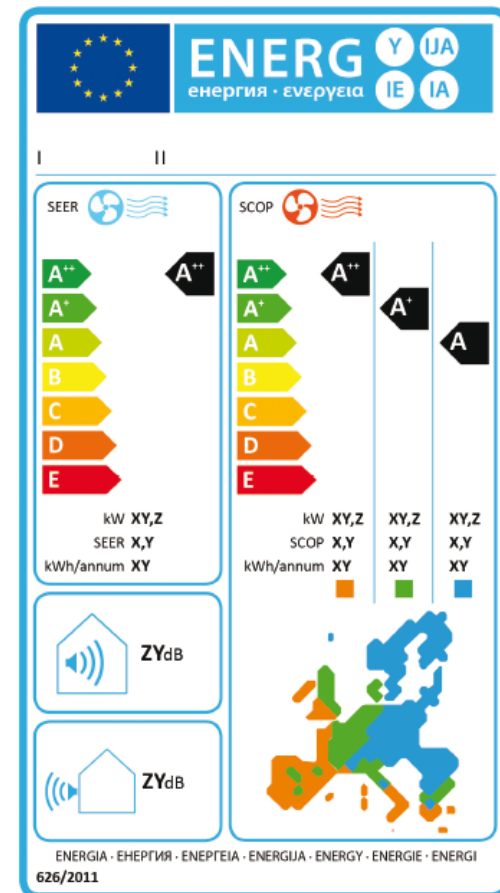 ENERG Y IJA
енергия · ενεργεια IE IA
I II
SEER
A++ A++
A+
A
B
C
D
E
kW XY,Z
SEER X,Y
kWh/annum XY
SCOP
A++ A++
A+ A+
A A
B
C
D
E
kW XY,Z XY,Z XY,Z
SCOP X,Y X,Y X,Y
kWh/annum XY XY XY
ZYdB
ZYdB
ENERGIA · ЕНЕРГИЯ · ΕΝΕΡΓΕΙΑ · ENERGIJA · ENERGY · ENERGIE · ENERGI
626/2011